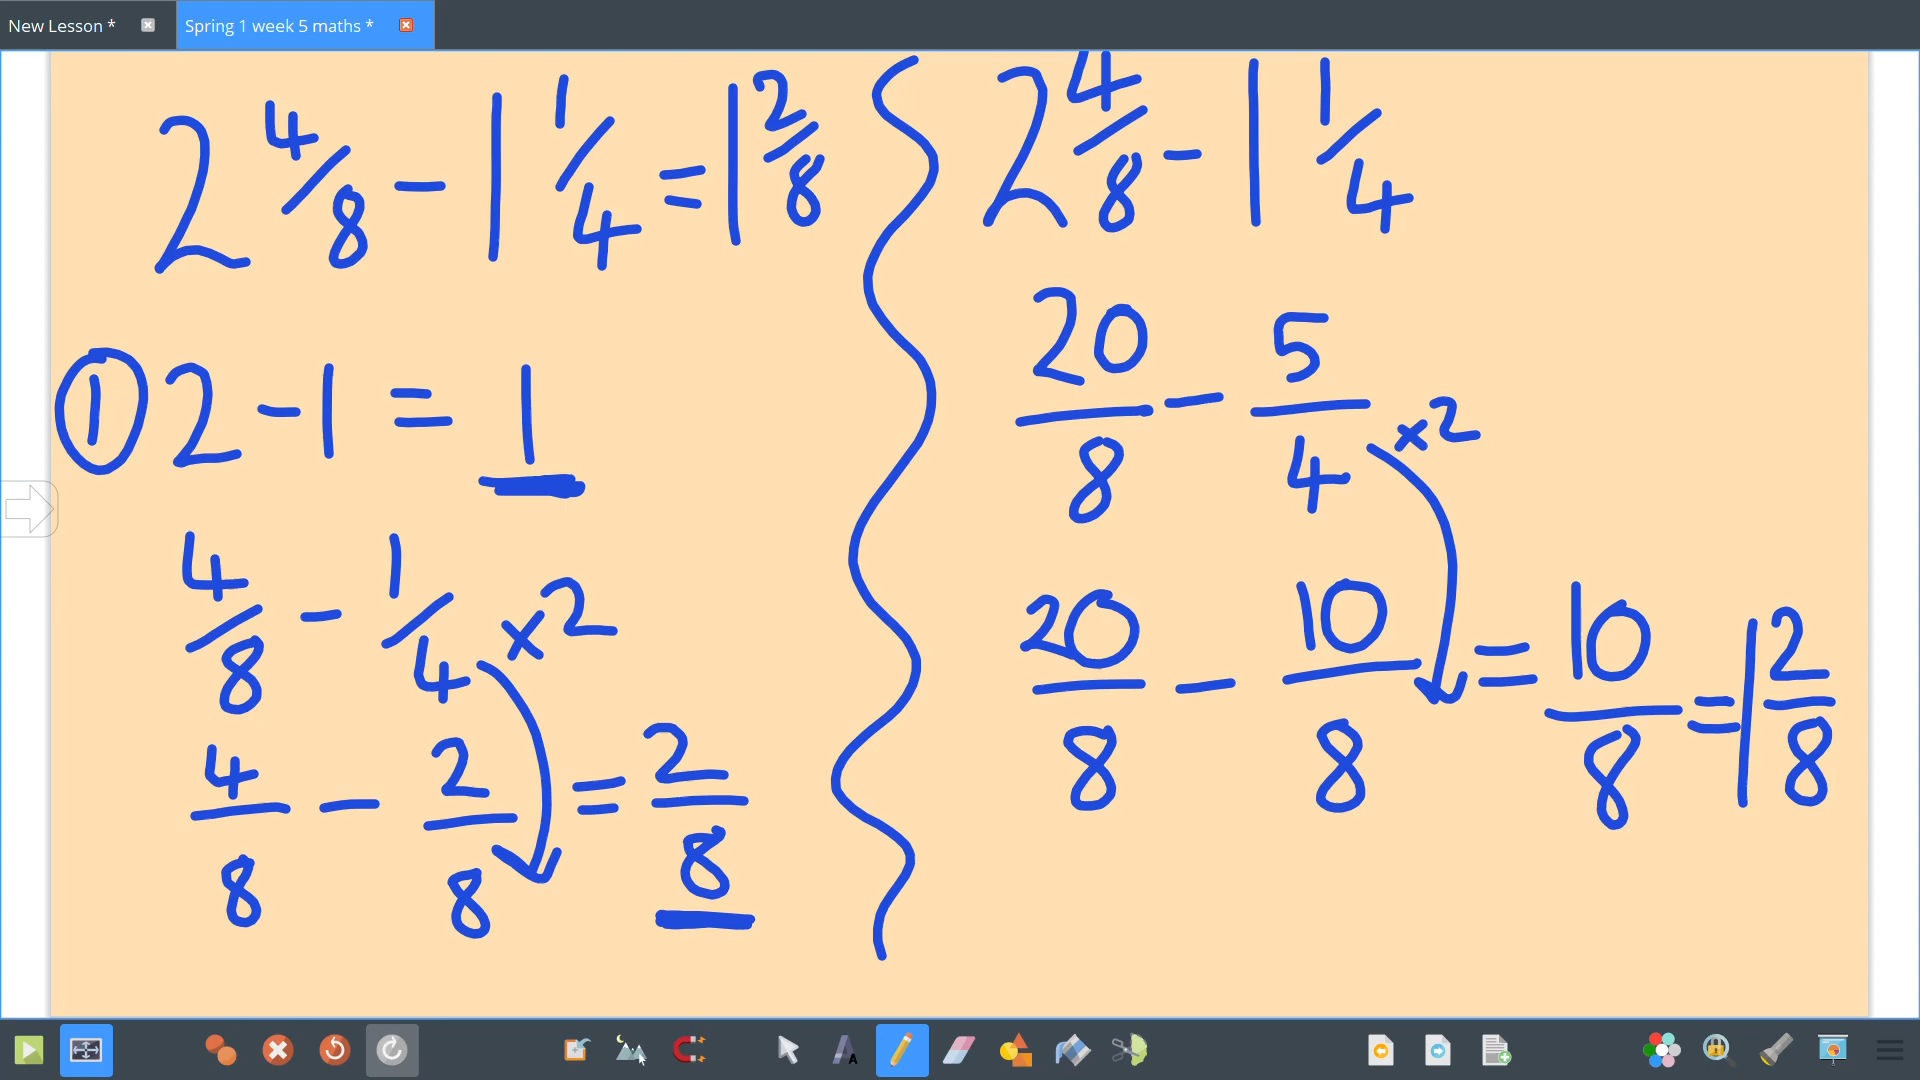 New Lesson *
Spring 1 week 5 maths *
2 4/8 - 1 1/4 = 1 2/8
① 2 - 1 = 1
4/8 - 1/4 x2
4/8 - 2/8 = 2/8
2 4/8 - 1 1/4
20/8 - 5/4 x2
20/8 - 10/8 = 10/8 = 1 2/8